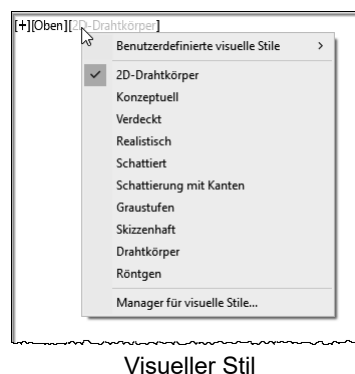 [+][Oben][2D-Drahtkörper]
Benutzerdefinierte visuelle Stile
2D-Drahtkörper
Konzeptuell
Verdeckt
Realistisch
Schattiert
Schattierung mit Kanten
Graustufen
Skizzenhaft
Drahtkörper
Röntgen
Manager für visuelle Stile...
Visueller Stil